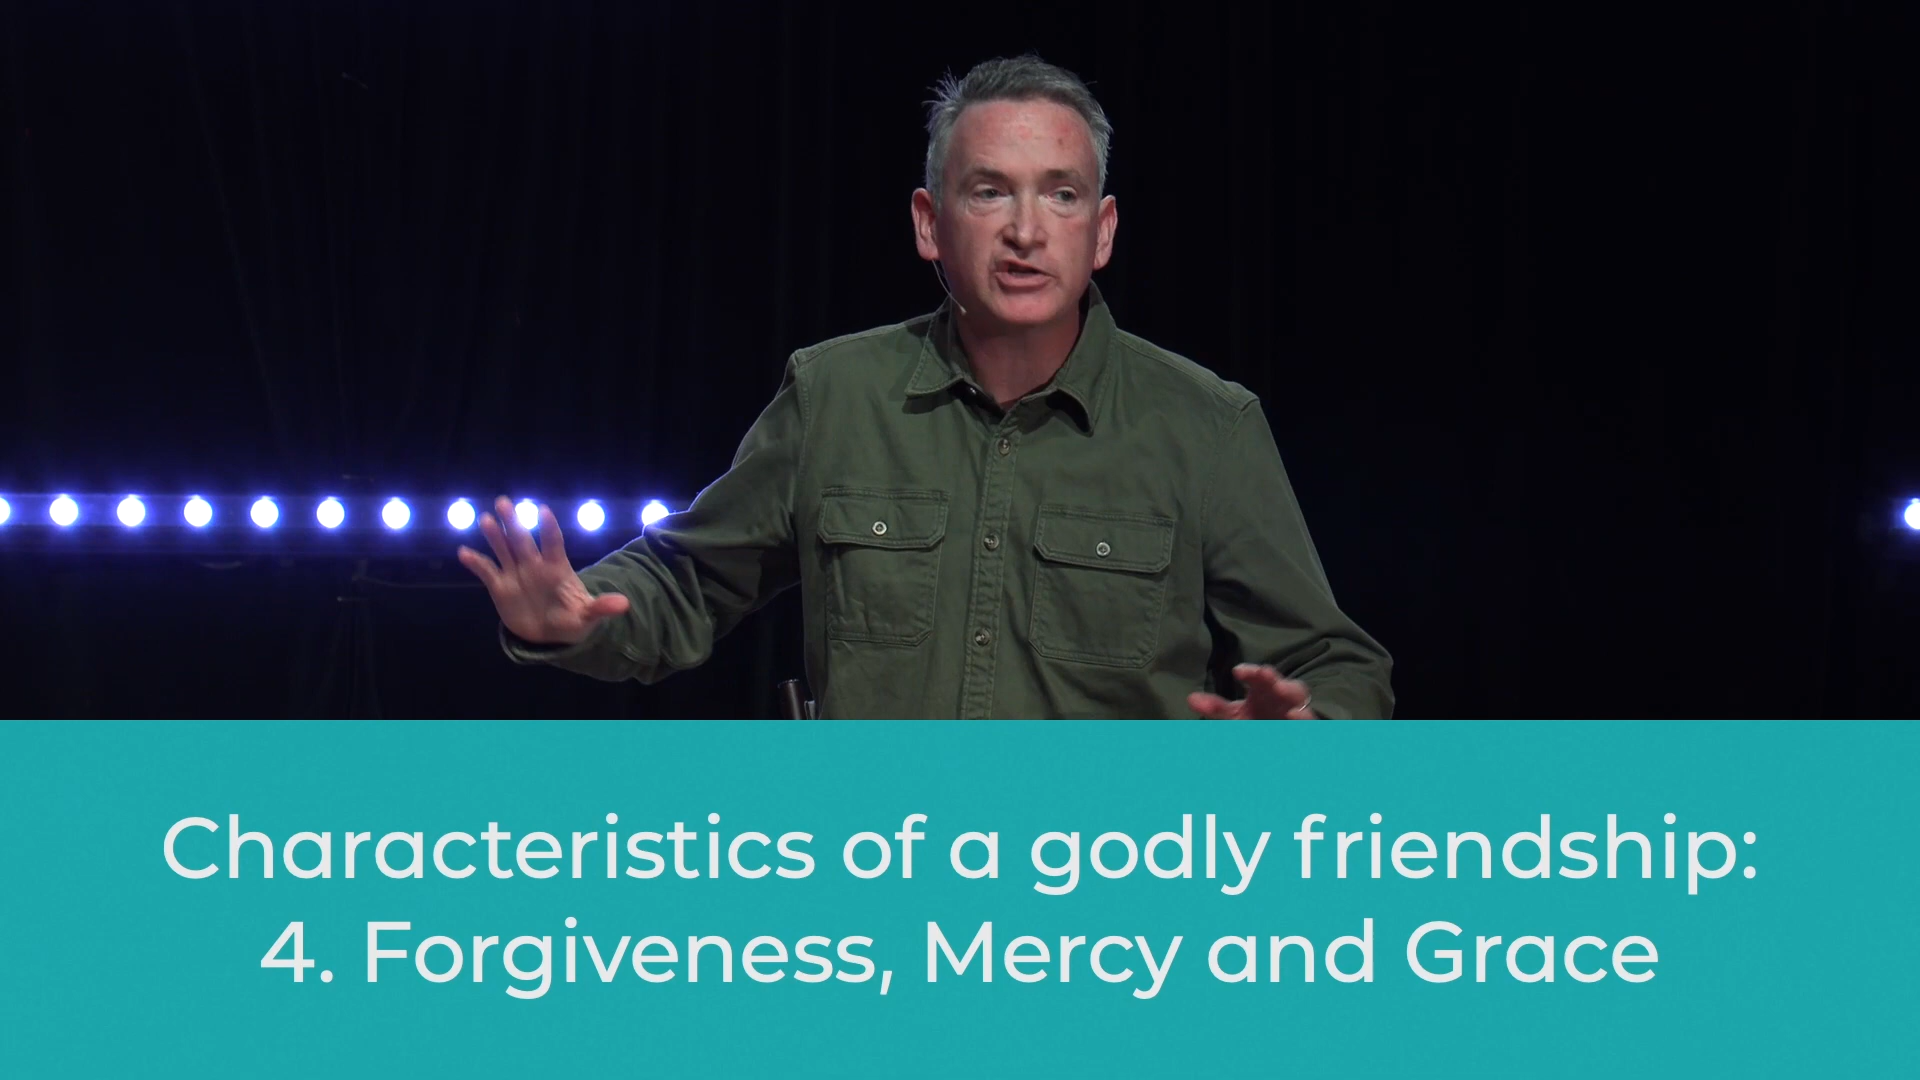 Characteristics of a godly friendship:
4. Forgiveness, Mercy and Grace